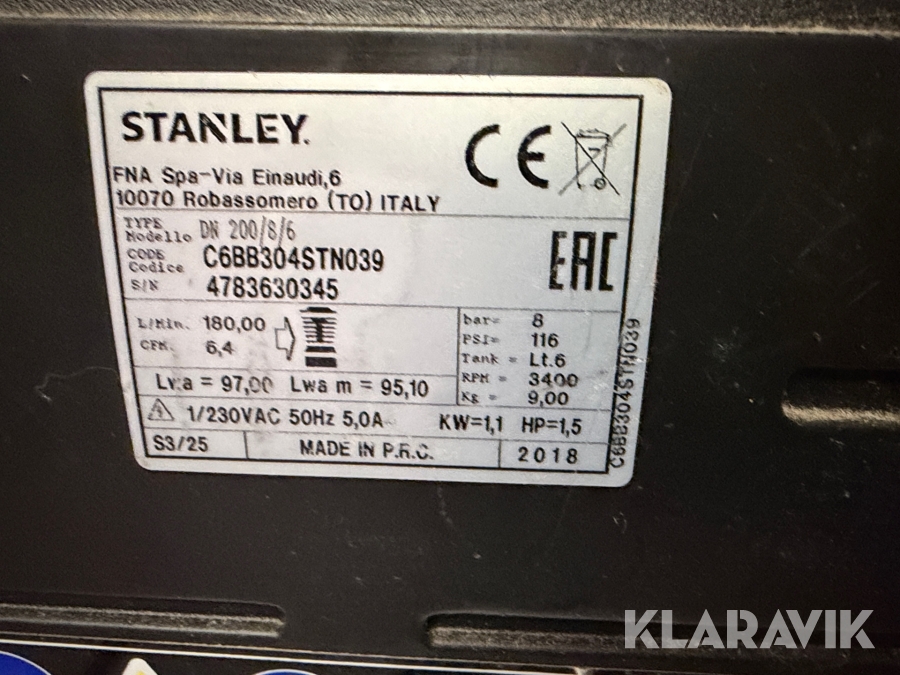 STANLEY.
CE
FNA Spa-Via Einaudi,6
10070 Robassomero (TO) ITALY
TYPE
Modello DN 200/8/6
CODE
Codice C6BB304STN039
S/N 4783630345
EAC
L/Min. 180,00
CFM. 6,4
bar= 8
PSI= 116
Tank = Lt.6
RPM = 3400
Kg = 9,00
Lwa = 97,00 Lwa m = 95,10
1/230VAC 50Hz 5,0A KW=1,1 HP=1,5
S3/25 MADE IN P.R.C. 2018
C6BB304STN039
KLARAVIK